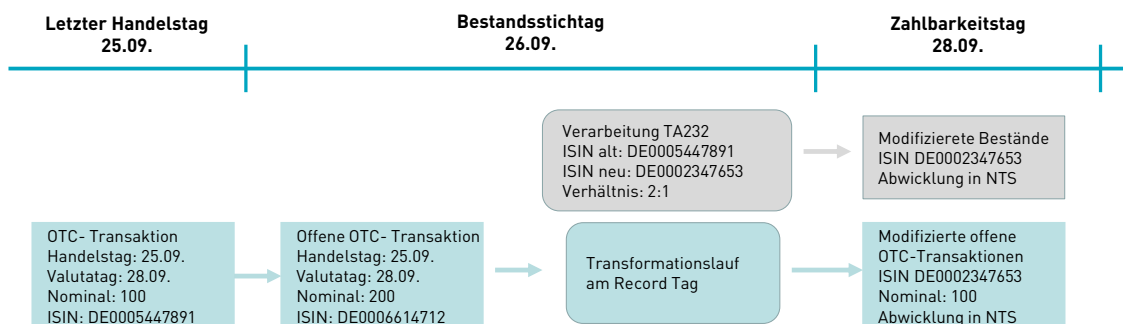 Letzter Handelstag
25.09.
Bestandsstichtag
26.09.
Zahlbarkeitstag
28.09.
Verarbeitung TA232
ISIN alt: DE0005447891
ISIN neu: DE0002347653
Verhältnis: 2:1
Modifizierete Bestände
ISIN DE0002347653
Abwicklung in NTS
OTC- Transaktion
Handelstag: 25.09.
Valutatag: 28.09.
Nominal: 100
ISIN: DE0005447891
Offene OTC- Transaktion
Handelstag: 25.09.
Valutatag: 28.09.
Nominal: 200
ISIN: DE0006614712
Transformationslauf
am Record Tag
Modifizierte offene
OTC-Transaktionen
ISIN DE0002347653
Nominal: 100
Abwicklung in NTS